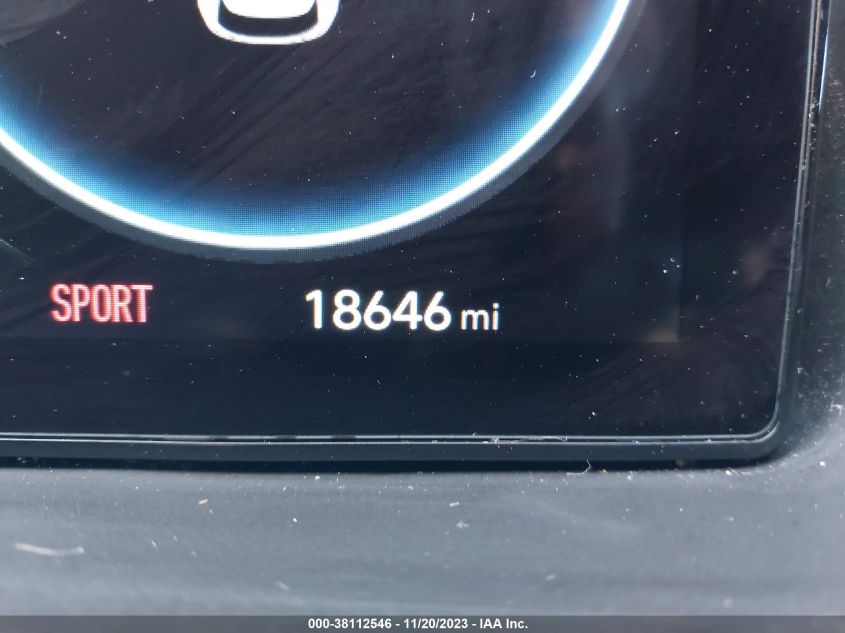 SPORT 18646 mi
000-38112546 - 11/20/2023 - IAA Inc.